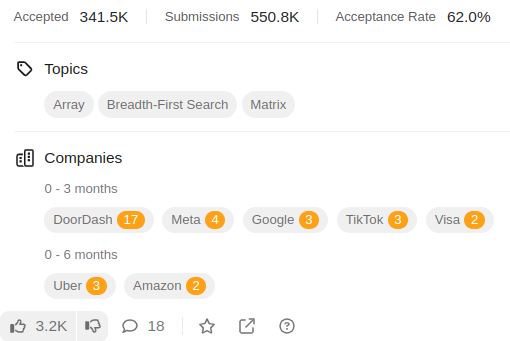 Accepted 341.5K Submissions 550.8K Acceptance Rate 62.0%
Topics
Array Breadth-First Search Matrix
Companies
0 - 3 months
DoorDash 17 Meta 4 Google 3 TikTok 3 Visa 2
0 - 6 months
Uber 3 Amazon 2
3.2K 18